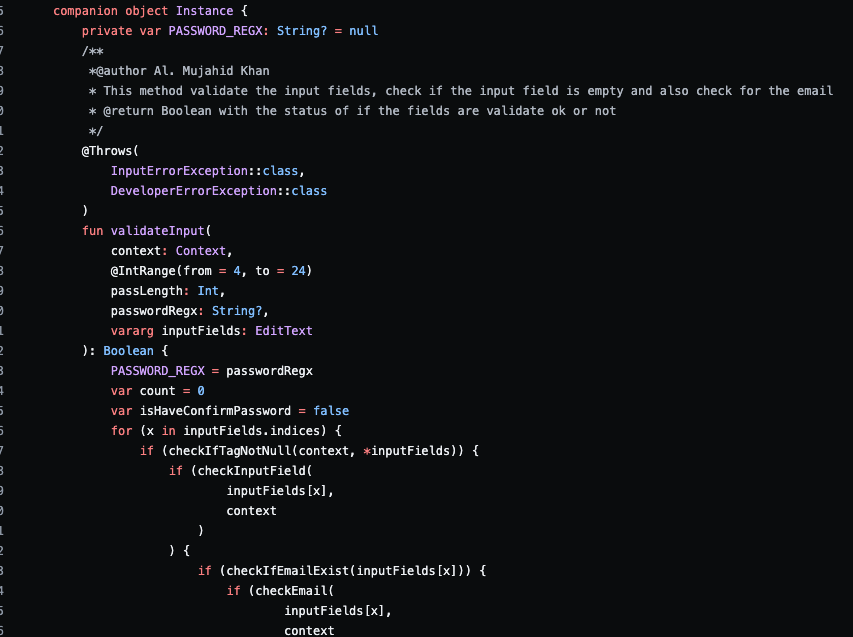 5 companion object Instance {
6 private var PASSWORD_REGX: String? = null
7 /**
8 *@author Al. Mujahid Khan
9 * This method validate the input fields, check if the input field is empty and also check for the email
0 * @return Boolean with the status of if the fields are validate ok or not
1 */
2 @Throws(
3 InputErrorException::class,
4 DeveloperErrorException::class
5 )
6 fun validateInput(
7 context: Context,
8 @IntRange(from = 4, to = 24)
9 passLength: Int,
0 passwordRegx: String?,
1 vararg inputFields: EditText
2 ): Boolean {
3 PASSWORD_REGX = passwordRegx
4 var count = 0
5 var isHaveConfirmPassword = false
6 for (x in inputFields.indices) {
7 if (checkIfTagNotNull(context, *inputFields)) {
8 if (checkInputField(
9 inputFields[x],
0 context
1 )
2 ) {
3 if (checkIfEmailExist(inputFields[x])) {
4 if (checkEmail(
5 inputFields[x],
6 context